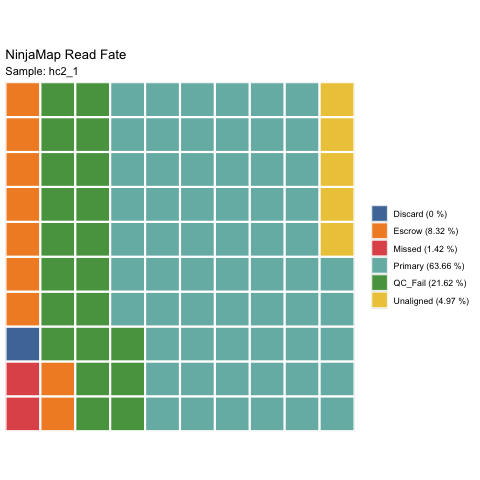 NinjaMap Read Fate
Sample: hc2_1
Discard (0 %)
Escrow (8.32 %)
Missed (1.42 %)
Primary (63.66 %)
QC_Fail (21.62 %)
Unaligned (4.97 %)